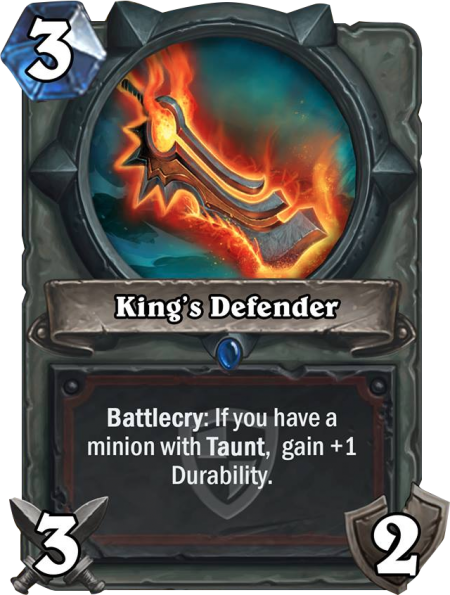 3
King's Defender
Battlecry: If you have a
minion with Taunt, gain +1
Durability.
3
2